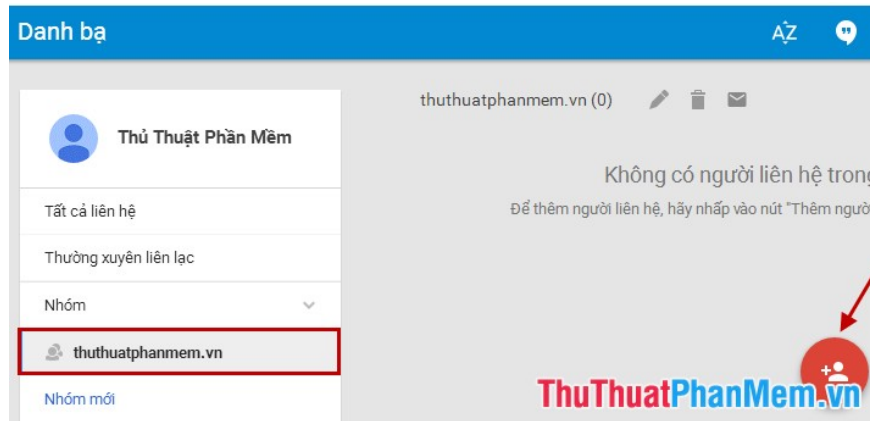 Danh bạ
AZ
thuthuatphanmem.vn (0)
Thủ Thuật Phần Mềm
Không có người liên hệ trong
Tất cả liên hệ
Để thêm người liên hệ, hãy nhấp vào nút "Thêm ngườ
Thường xuyên liên lạc
Nhóm
thuthuatphanmem.vn
Nhóm mới
ThuThuatPhanMem.vn